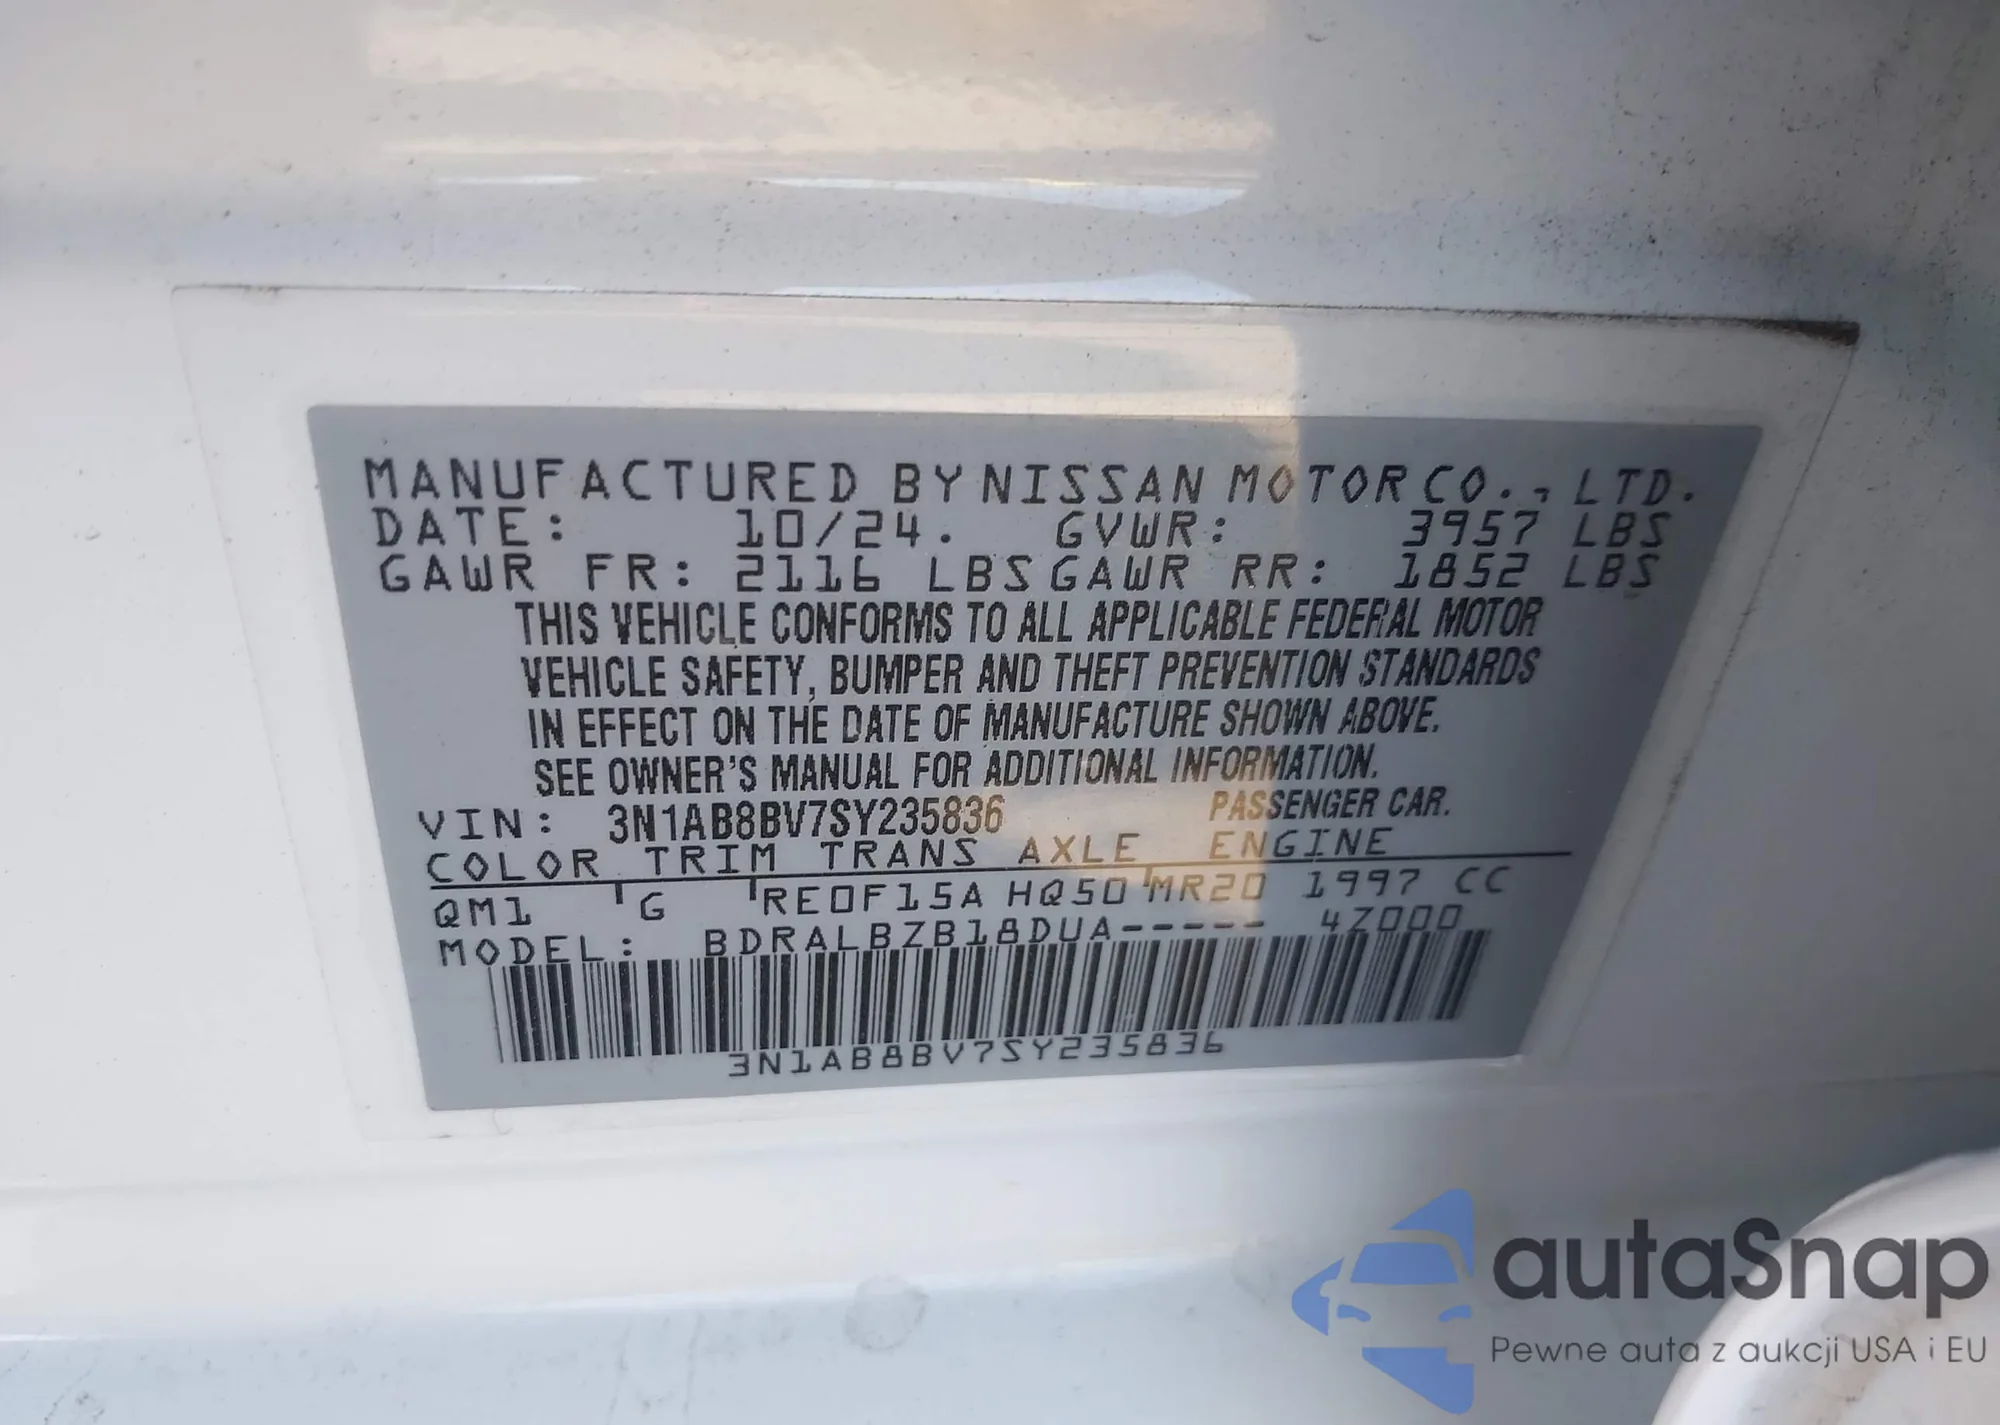 MANUFACTURED BY NISSAN MOTOR CO., LTD.
DATE: 10/24. GVWR: 3957 LBS
GAWR FR: 2116 LBS GAWR RR: 1852 LBS
THIS VEHICLE CONFORMS TO ALL APPLICABLE FEDERAL MOTOR
VEHICLE SAFETY, BUMPER AND THEFT PREVENTION STANDARDS
IN EFFECT ON THE DATE OF MANUFACTURE SHOWN ABOVE.
SEE OWNER'S MANUAL FOR ADDITIONAL INFORMATION.
VIN: 3N1AB8BV7SY235836 PASSENGER CAR.
COLOR TRIM TRANS AXLE ENGINE
QM1 G RE0F15A HQ50 MR20 1997 CC
MODEL: BDRALBZB18DUA----- 4Z000
3N1AB8BV7SY235836
autaSnap
Pewne auta z aukcji USA i EU